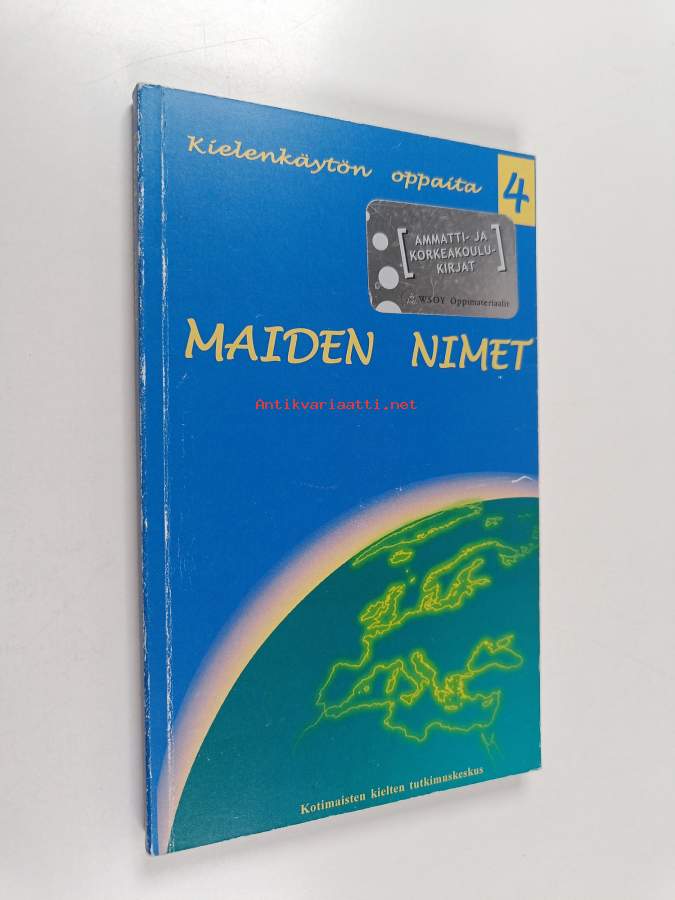 Kielenkäytön oppaita 4
[AMMATTI- JA
KORKEAKOULU-
KIRJAT]
WSOY Oppimateriaalit
MAIDEN NIMET
Antikvariaatti.net
Kotimaisten kielten tutkimuskeskus